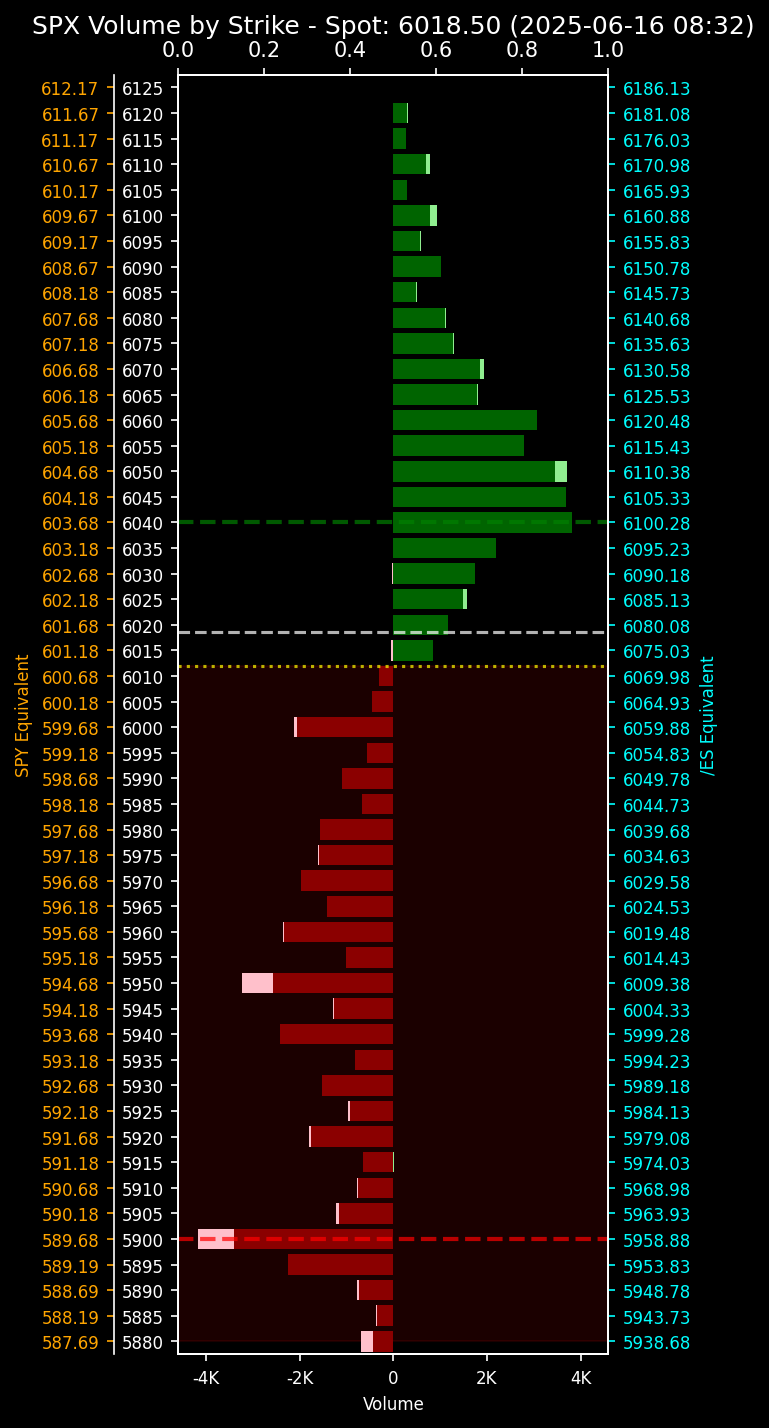 SPX Volume by Strike - Spot: 6018.50 (2025-06-16 08:32)
0.0 0.2 0.4 0.6 0.8 1.0
612.17 6125 6186.13
611.67 6120 6181.08
611.17 6115 6176.03
610.67 6110 6170.98
610.17 6105 6165.93
609.67 6100 6160.88
609.17 6095 6155.83
608.67 6090 6150.78
608.18 6085 6145.73
607.68 6080 6140.68
607.18 6075 6135.63
606.68 6070 6130.58
606.18 6065 6125.53
605.68 6060 6120.48
605.18 6055 6115.43
604.68 6050 6110.38
604.18 6045 6105.33
603.68 6040 6100.28
603.18 6035 6095.23
602.68 6030 6090.18
602.18 6025 6085.13
601.68 6020 6080.08
601.18 6015 6075.03
600.68 6010 6069.98
600.18 6005 6064.93
599.68 6000 6059.88
599.18 5995 6054.83
598.68 5990 6049.78
598.18 5985 6044.73
597.68 5980 6039.68
597.18 5975 6034.63
596.68 5970 6029.58
596.18 5965 6024.53
595.68 5960 6019.48
595.18 5955 6014.43
594.68 5950 6009.38
594.18 5945 6004.33
593.68 5940 5999.28
593.18 5935 5994.23
592.68 5930 5989.18
592.18 5925 5984.13
591.68 5920 5979.08
591.18 5915 5974.03
590.68 5910 5968.98
590.18 5905 5963.93
589.68 5900 5958.88
589.19 5895 5953.83
588.69 5890 5948.78
588.19 5885 5943.73
587.69 5880 5938.68
SPY Equivalent
/ES Equivalent
-4K -2K 0 2K 4K
Volume